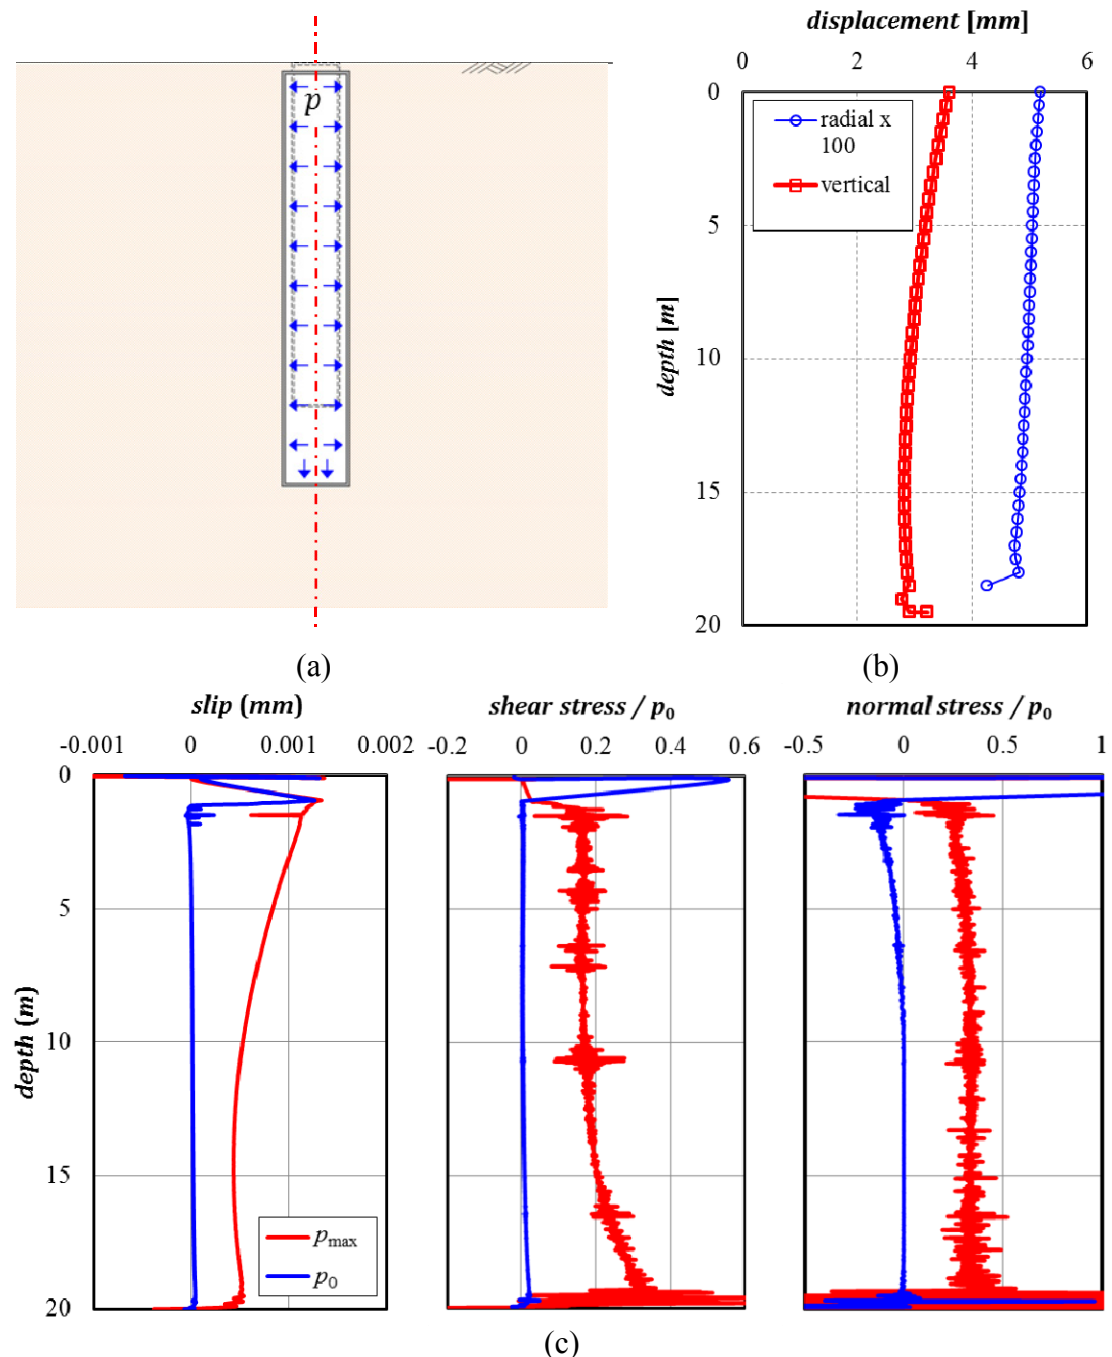 p
(a)
displacement [mm]
0 2 4 6
0
5
10
15
20
depth [m]
radial x
100
vertical
(b)
slip (mm)
-0.001 0 0.001 0.002
0
5
10
15
20
depth (m)
pmax
p0
shear stress / p0
-0.2 0 0.2 0.4 0.6
normal stress / p0
-0.5 0 0.5 1
(c)